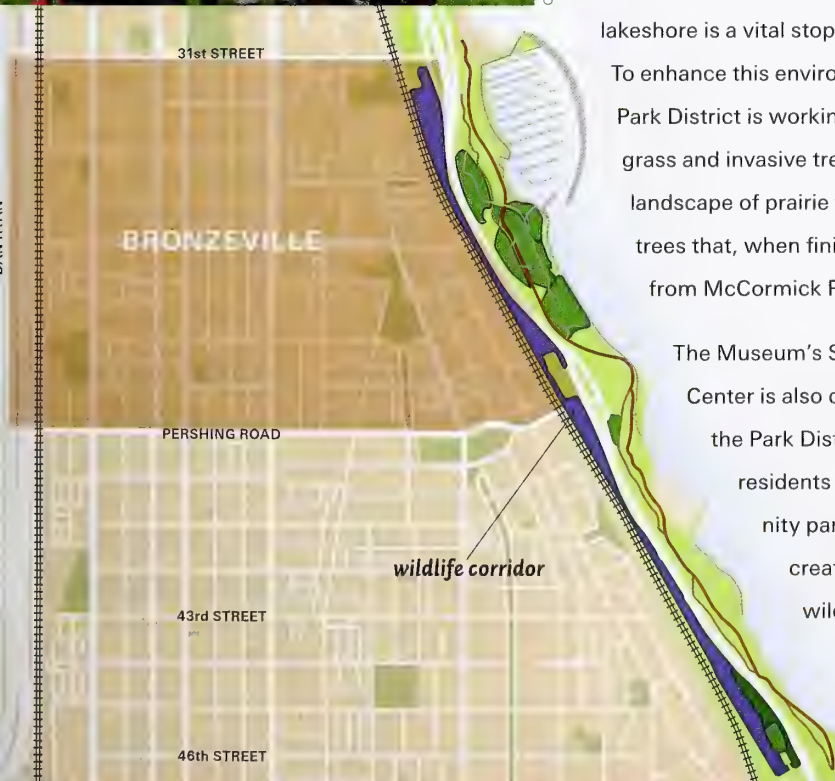 31st STREET
BRONZEVILLE
PERSHING ROAD
wildlife corridor
43rd STREET
46th STREET
lakeshore is a vital stop
To enhance this enviro
Park District is workin
grass and invasive tre
landscape of prairie
trees that, when fini
from McCormick P
The Museum's S
Center is also
the Park Dist
residents
nity par
creat
wil